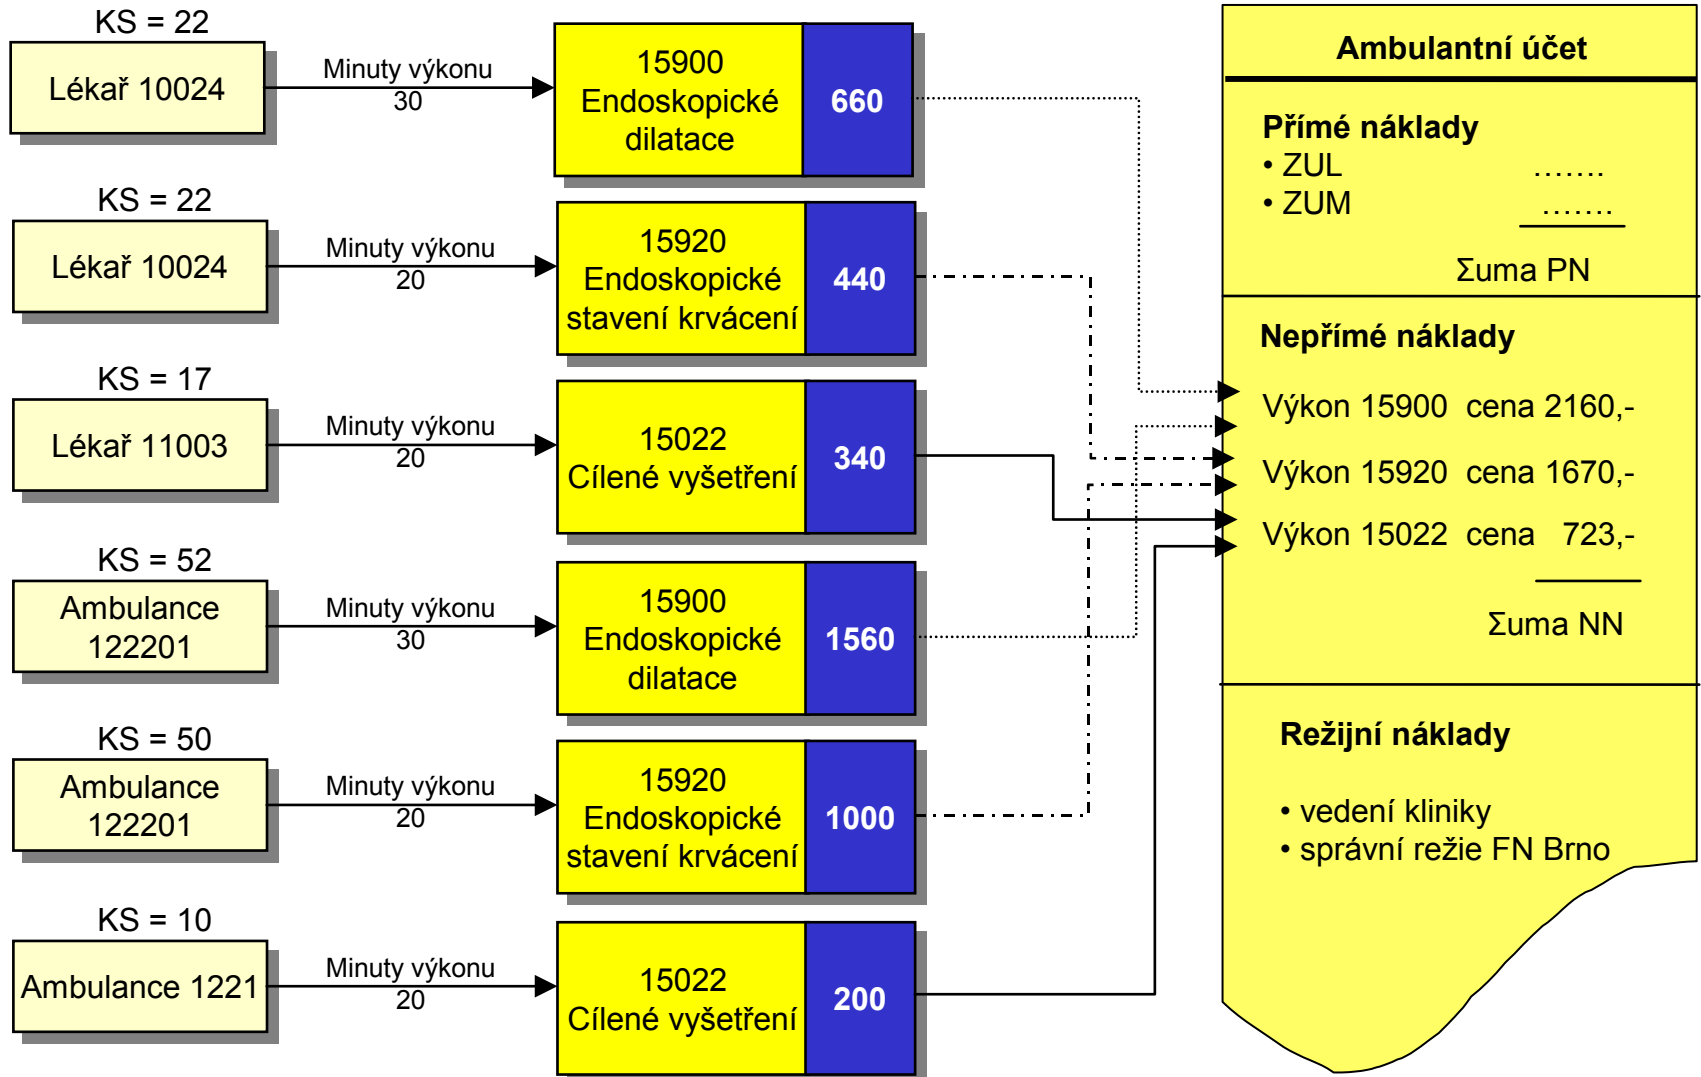 KS = 22
Lékař 10024
Minuty výkonu
30
15900
Endoskopické
dilatace
660
KS = 22
Lékař 10024
Minuty výkonu
20
15920
Endoskopické
stavení krvácení
440
KS = 17
Lékař 11003
Minuty výkonu
20
15022
Cílené vyšetření
340
KS = 52
Ambulance
122201
Minuty výkonu
30
15900
Endoskopické
dilatace
1560
KS = 50
Ambulance
122201
Minuty výkonu
20
15920
Endoskopické
stavení krvácení
1000
KS = 10
Ambulance 1221
Minuty výkonu
20
15022
Cílené vyšetření
200
Ambulantní účet
Přímé náklady
• ZUL …….
• ZUM …….
Σuma PN
Nepřímé náklady
Výkon 15900 cena 2160,-
Výkon 15920 cena 1670,-
Výkon 15022 cena 723,-
Σuma NN
Režijní náklady
• vedení kliniky
• správní režie FN Brno